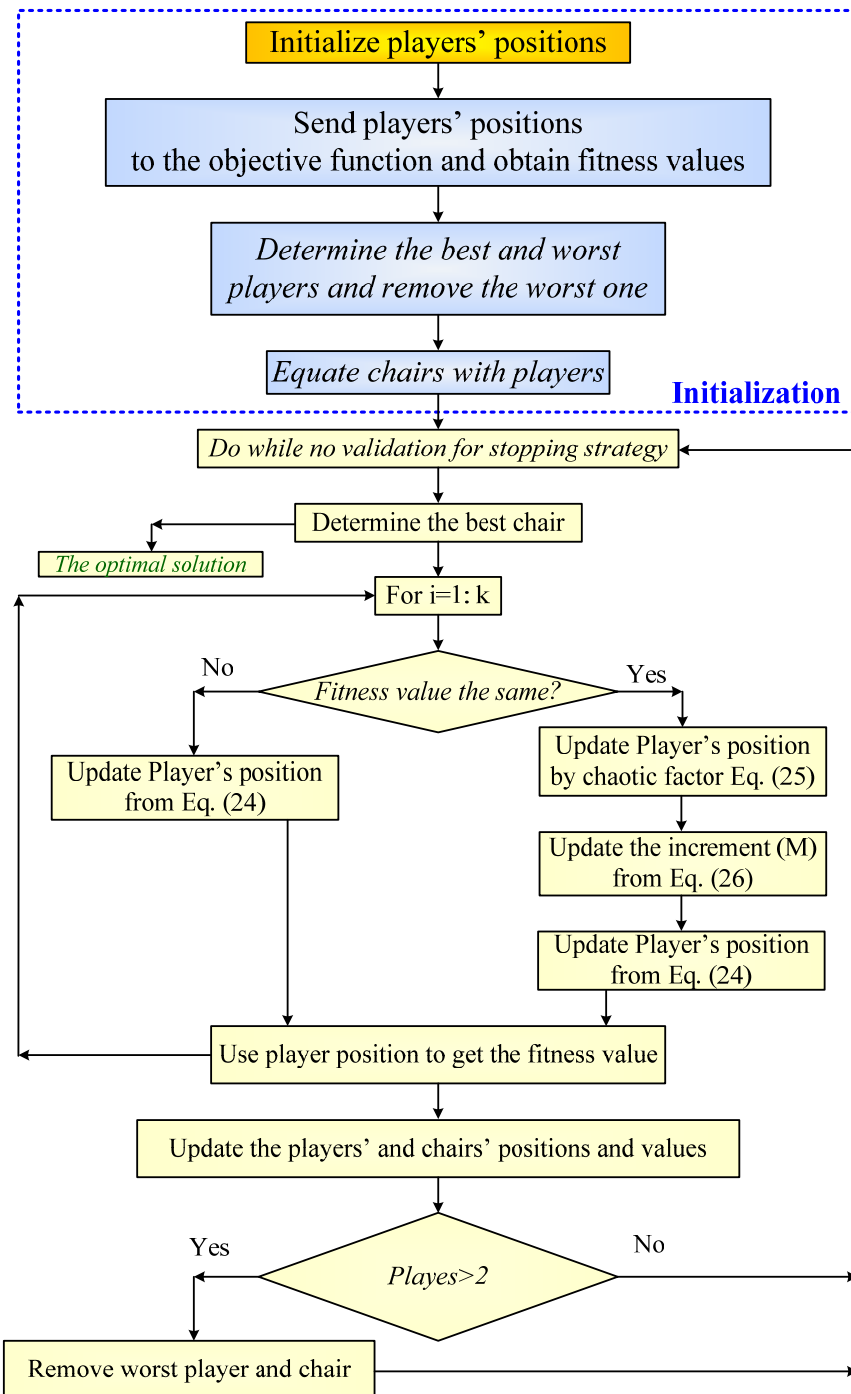 Initialize players’ positions
Send players’ positions
to the objective function and obtain fitness values
Determine the best and worst
players and remove the worst one
Equate chairs with players
Initialization
Do while no validation for stopping strategy
Determine the best chair
The optimal solution
For i=1: k
No
Fitness value the same?
Yes
Update Player’s position
from Eq. (24)
Update Player’s position
by chaotic factor Eq. (25)
Update the increment (M)
from Eq. (26)
Update Player’s position
from Eq. (24)
Use player position to get the fitness value
Update the players’ and chairs’ positions and values
Yes
Playes>2
No
Remove worst player and chair